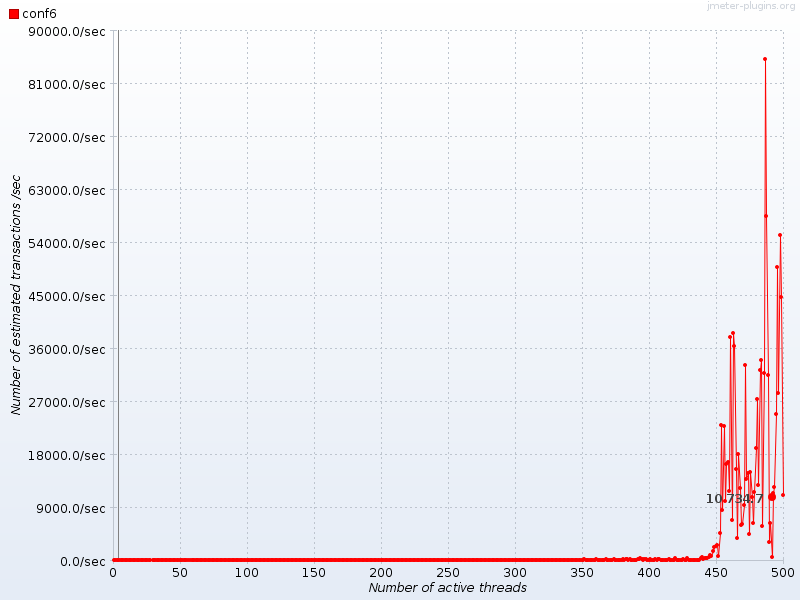 jmeter-plugins.org
conf6
90000.0/sec
81000.0/sec
72000.0/sec
63000.0/sec
54000.0/sec
45000.0/sec
36000.0/sec
27000.0/sec
18000.0/sec
9000.0/sec
0.0/sec
Number of estimated transactions /sec
10,734.7
0 50 100 150 200 250 300 350 400 450 500
Number of active threads